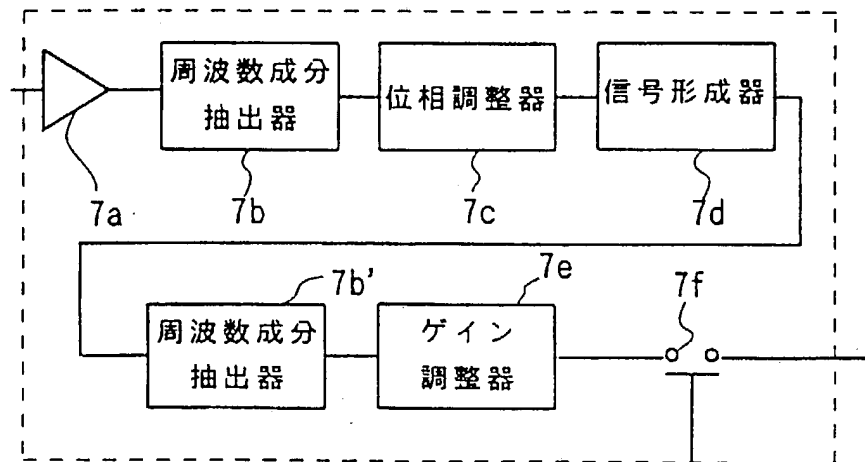 周波数成分
抽出器
位相調整器
信号形成器
7a
7b
7c
7d
7b'
7e
7f
周波数成分
抽出器
ゲイン
調整器